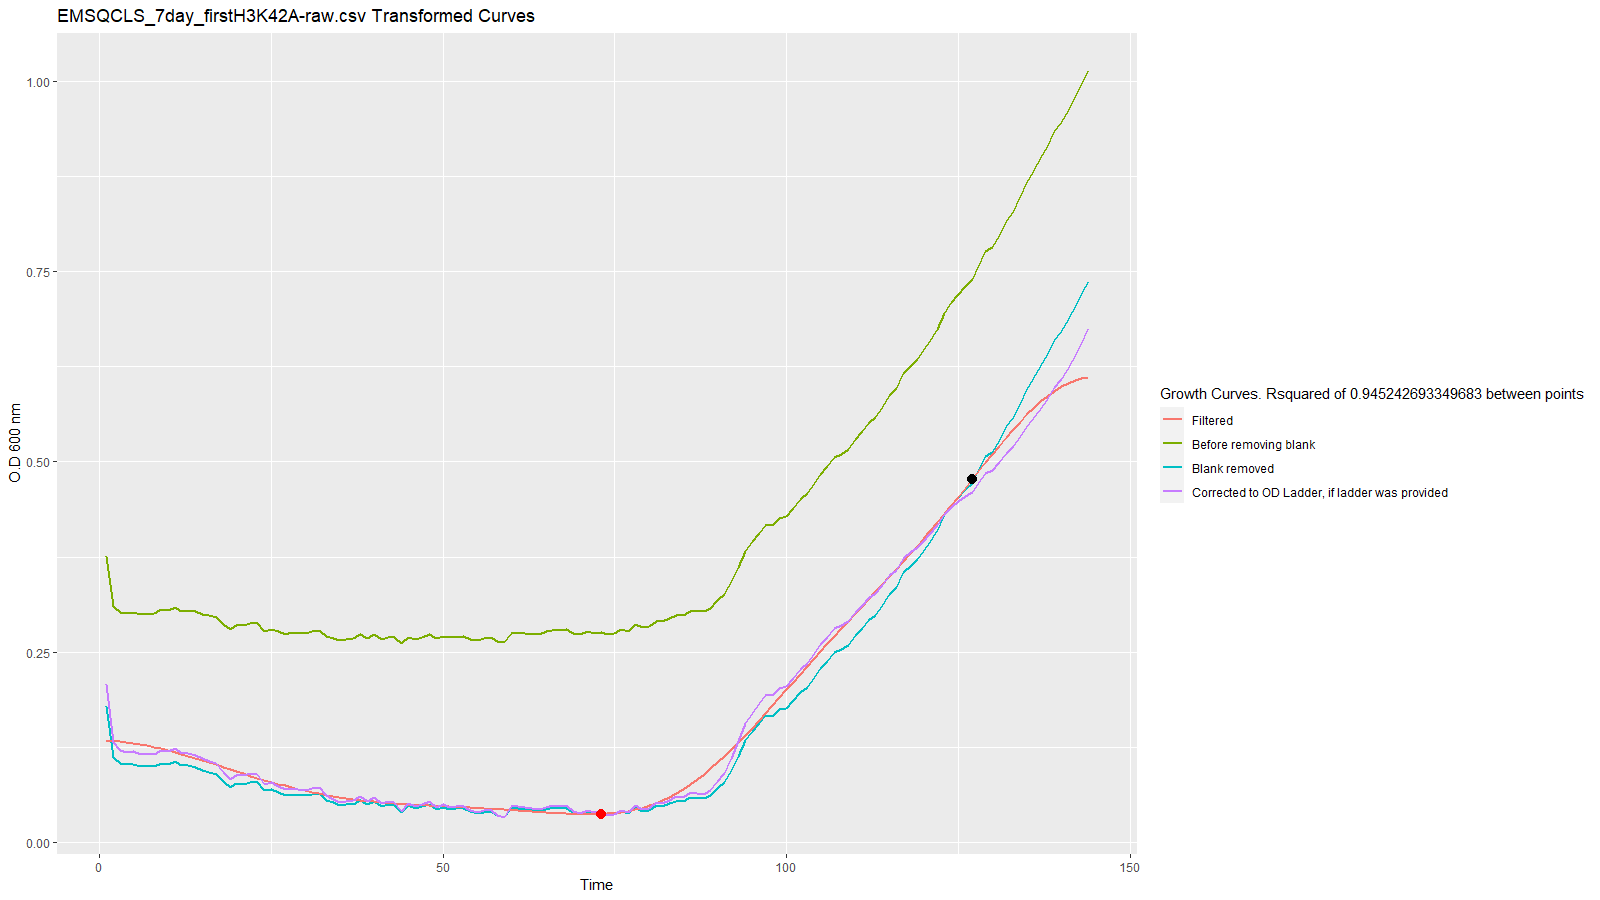 EMSQCLS_7day_firstH3K42A-raw.csv Transformed Curves
1.00
0.75
0.50
0.25
0.00
O.D 600 nm
0
50
100
150
Time
Growth Curves. Rsquared of 0.945242693349683 between points
Filtered
Before removing blank
Blank removed
Corrected to OD Ladder, if ladder was provided